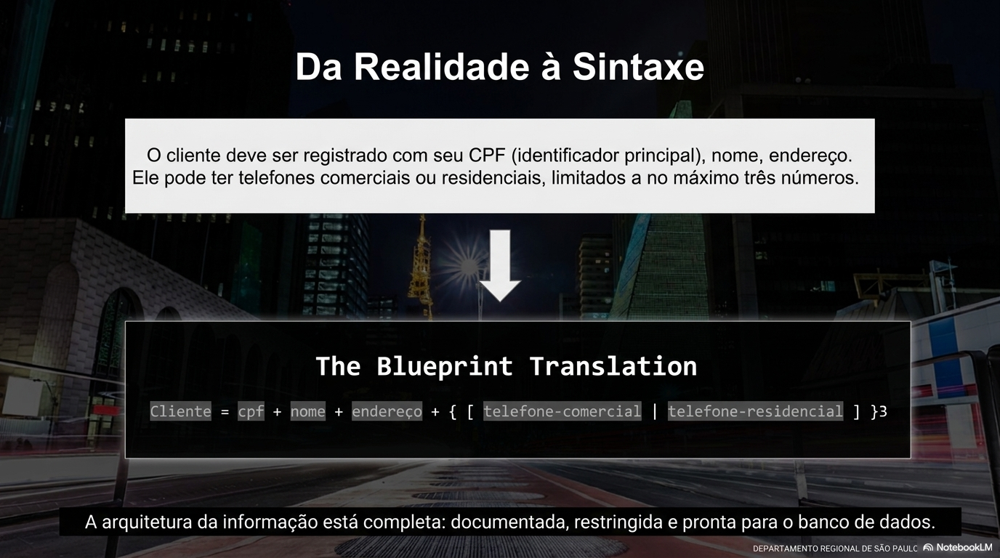 Da Realidade à Sintaxe
O cliente deve ser registrado com seu CPF (identificador principal), nome, endereço.
Ele pode ter telefones comerciais ou residenciais, limitados a no máximo três números.
The Blueprint Translation
Cliente = cpf + nome + endereço + { [ telefone-comercial | telefone-residencial ] }3
A arquitetura da informação está completa: documentada, restringida e pronta para o banco de dados.
DEPARTAMENTO REGIONAL DE SÃO PAULO NotebookLM